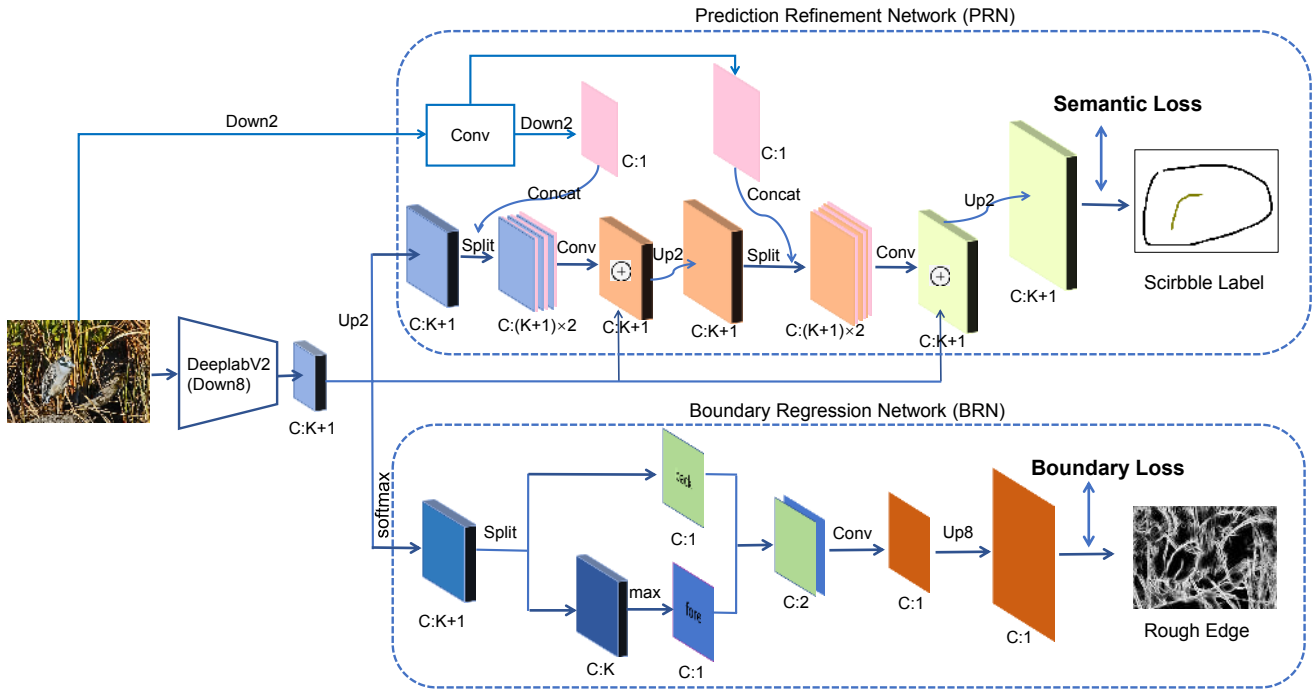 Prediction Refinement Network (PRN)
Down2
Conv
Down2
C:1
C:1
Semantic Loss
Concat
Concat
Up2
Split
Conv
Up2
Split
Conv
Scirbble Label
C:K+1
C:K+1
C:(K+1)×2
C:K+1
C:K+1
C:(K+1)×2
C:K+1
Up2
DeeplabV2
(Down8)
C:K+1
Boundary Regression Network (BRN)
softmax
back
Boundary Loss
Split
C:1
Conv
Up8
max
fore
C:K+1
C:2
C:1
C:1
C:K
C:1
Rough Edge